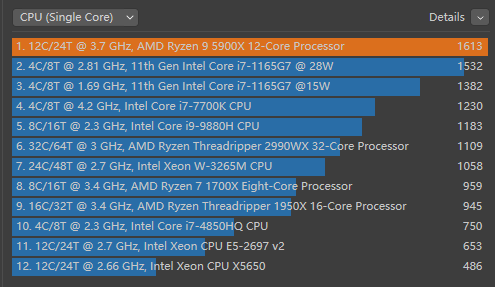 CPU (Single Core)
Details
1. 12C/24T @ 3.7 GHz, AMD Ryzen 9 5900X 12-Core Processor 1613
2. 4C/8T @ 2.81 GHz, 11th Gen Intel Core i7-1165G7 @ 28W 1532
3. 4C/8T @ 1.69 GHz, 11th Gen Intel Core i7-1165G7 @15W 1382
4. 4C/8T @ 4.2 GHz, Intel Core i7-7700K CPU 1230
5. 8C/16T @ 2.3 GHz, Intel Core i9-9880H CPU 1183
6. 32C/64T @ 3 GHz, AMD Ryzen Threadripper 2990WX 32-Core Processor 1109
7. 24C/48T @ 2.7 GHz, Intel Xeon W-3265M CPU 1058
8. 8C/16T @ 3.4 GHz, AMD Ryzen 7 1700X Eight-Core Processor 959
9. 16C/32T @ 3.4 GHz, AMD Ryzen Threadripper 1950X 16-Core Processor 945
10. 4C/8T @ 2.3 GHz, Intel Core i7-4850HQ CPU 750
11. 12C/24T @ 2.7 GHz, Intel Xeon CPU E5-2697 v2 653
12. 12C/24T @ 2.66 GHz, Intel Xeon CPU X5650 486